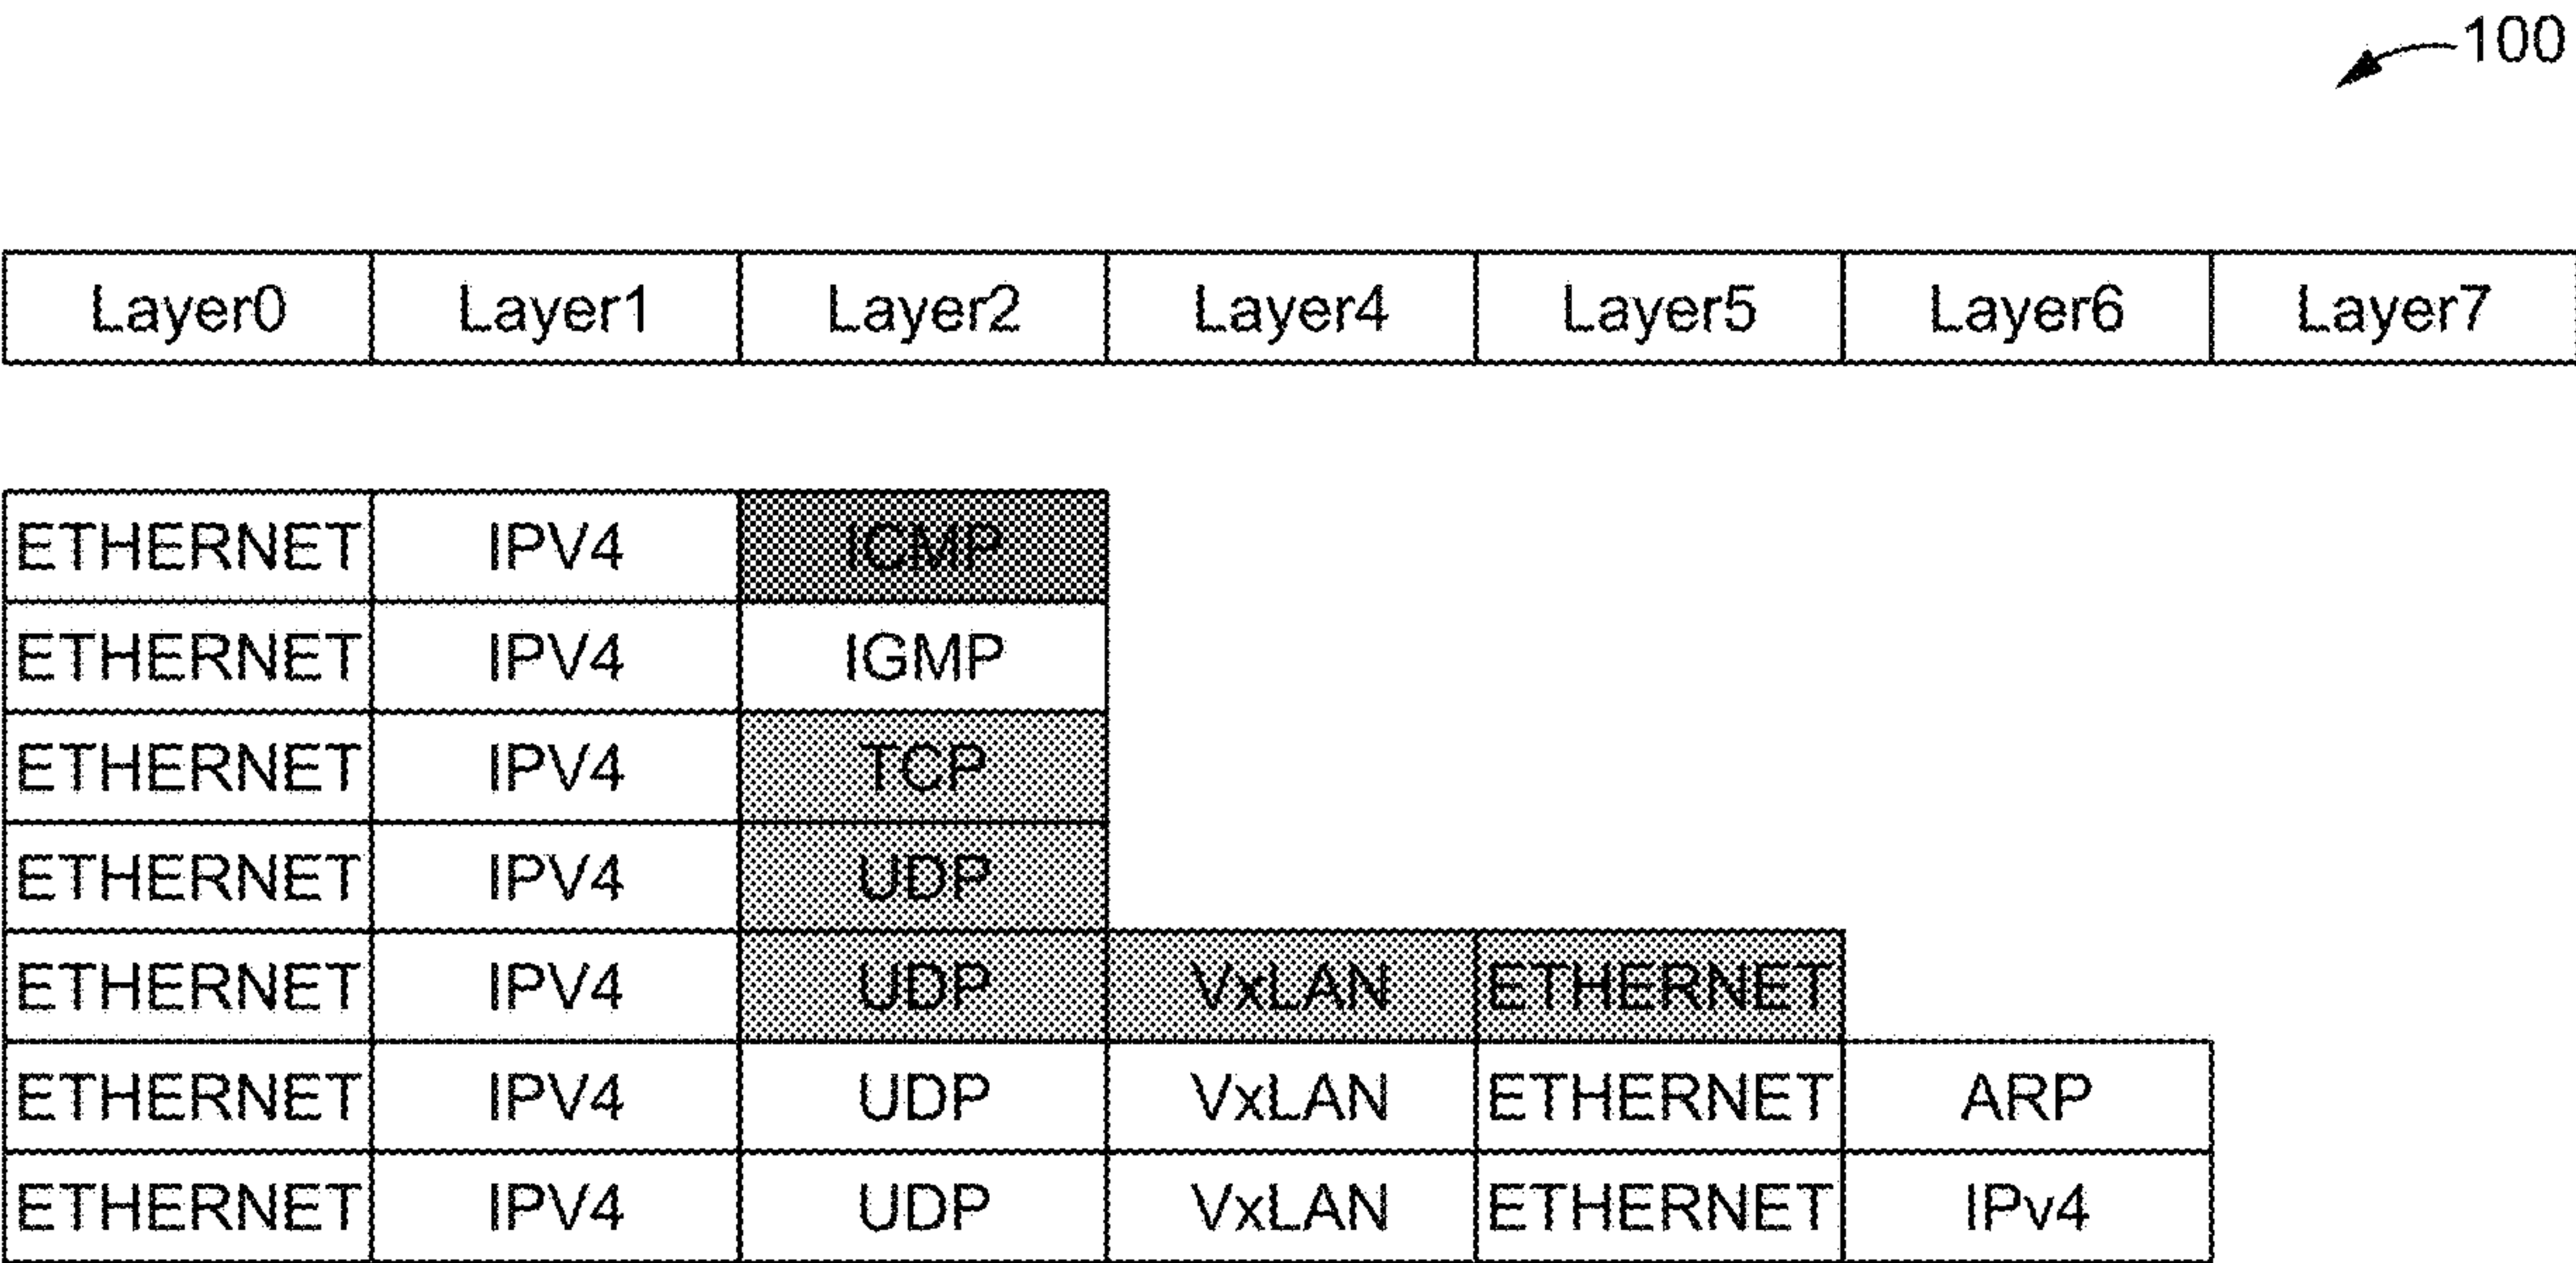 100
Layer0 Layer1 Layer2 Layer4 Layer5 Layer6 Layer7
ETHERNET IPV4 ICMP
ETHERNET IPV4 IGMP
ETHERNET IPV4 TCP
ETHERNET IPV4 UDP
ETHERNET IPV4 UDP VxLAN ETHERNET
ETHERNET IPV4 UDP VxLAN ETHERNET ARP
ETHERNET IPV4 UDP VxLAN ETHERNET IPv4